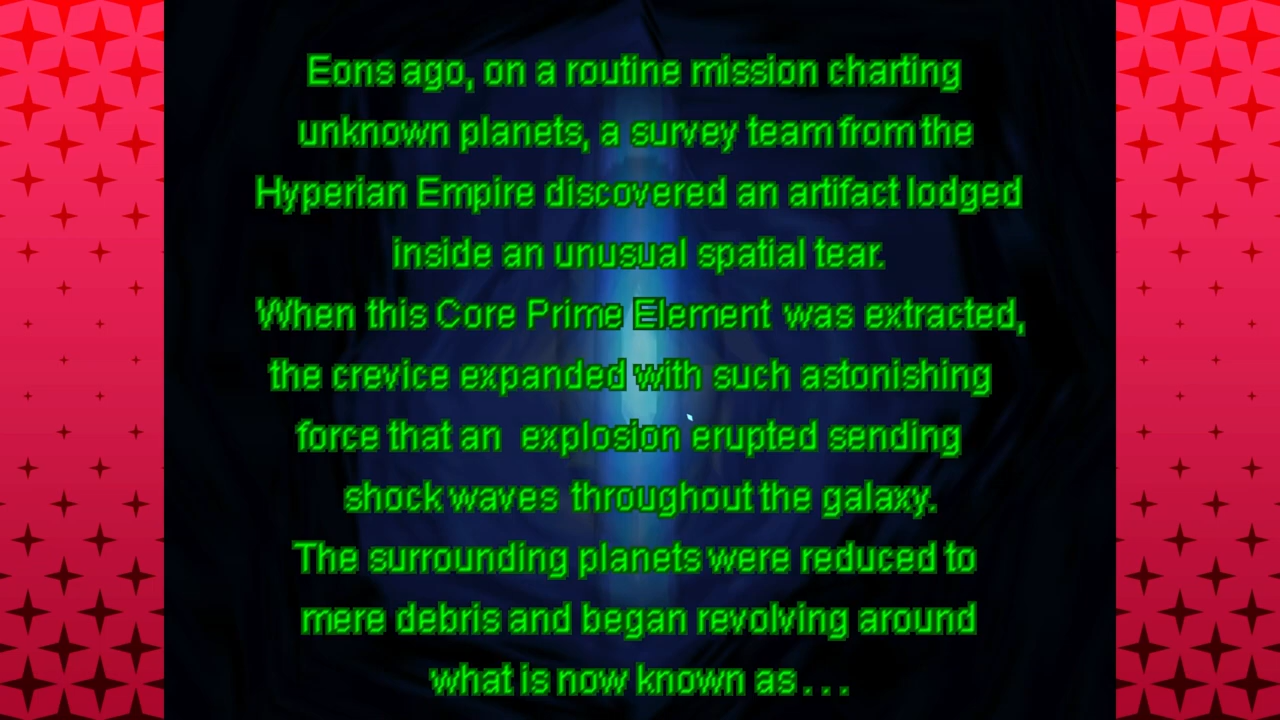 Eons ago, on a routine mission charting
unknown planets, a survey team from the
Hyperian Empire discovered an artifact lodged
inside an unusual spatial tear.
When this Core Prime Element was extracted,
the crevice expanded with such astonishing
force that an explosion erupted sending
shock waves throughout the galaxy.
The surrounding planets were reduced to
mere debris and began revolving around
what is now known as . . .